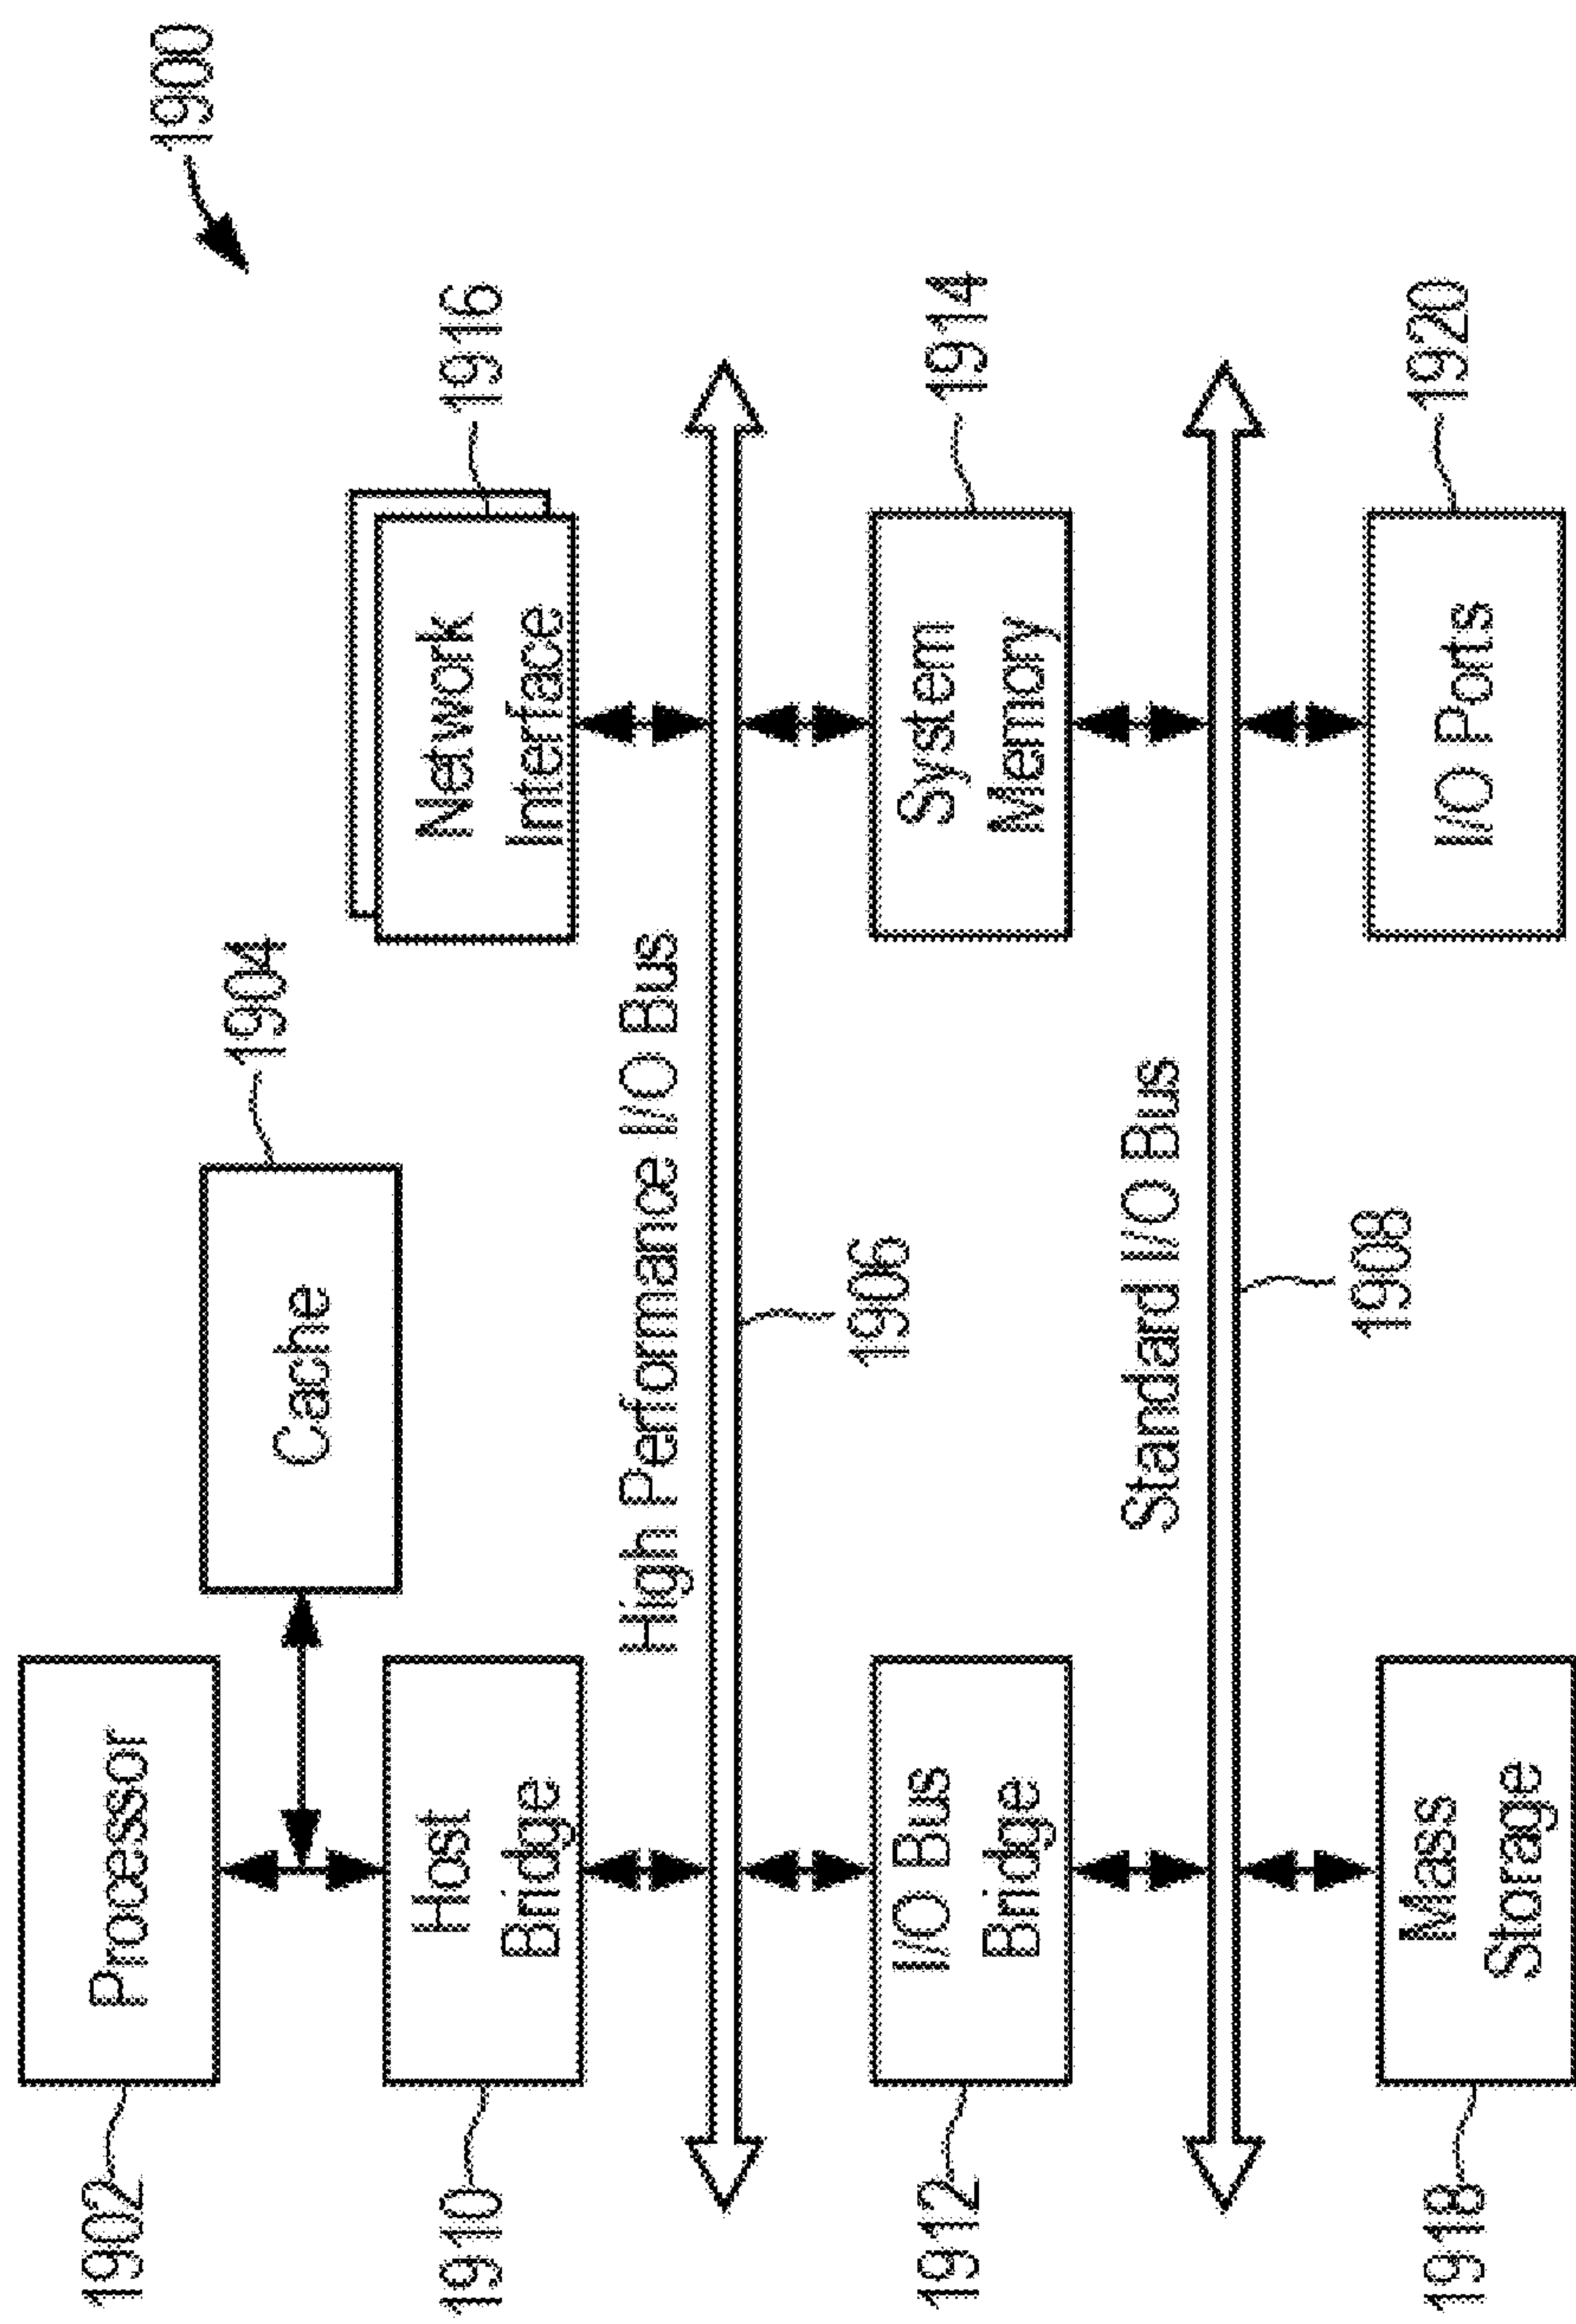 1900
1902
Processor
Cache
1904
1910
Host
Bridge
Network
Interface
1916
High Performance I/O Bus
1906
1912
I/O Bus
Bridge
System
Memory
1914
Standard I/O Bus
1908
1918
Mass
Storage
I/O Ports
1920